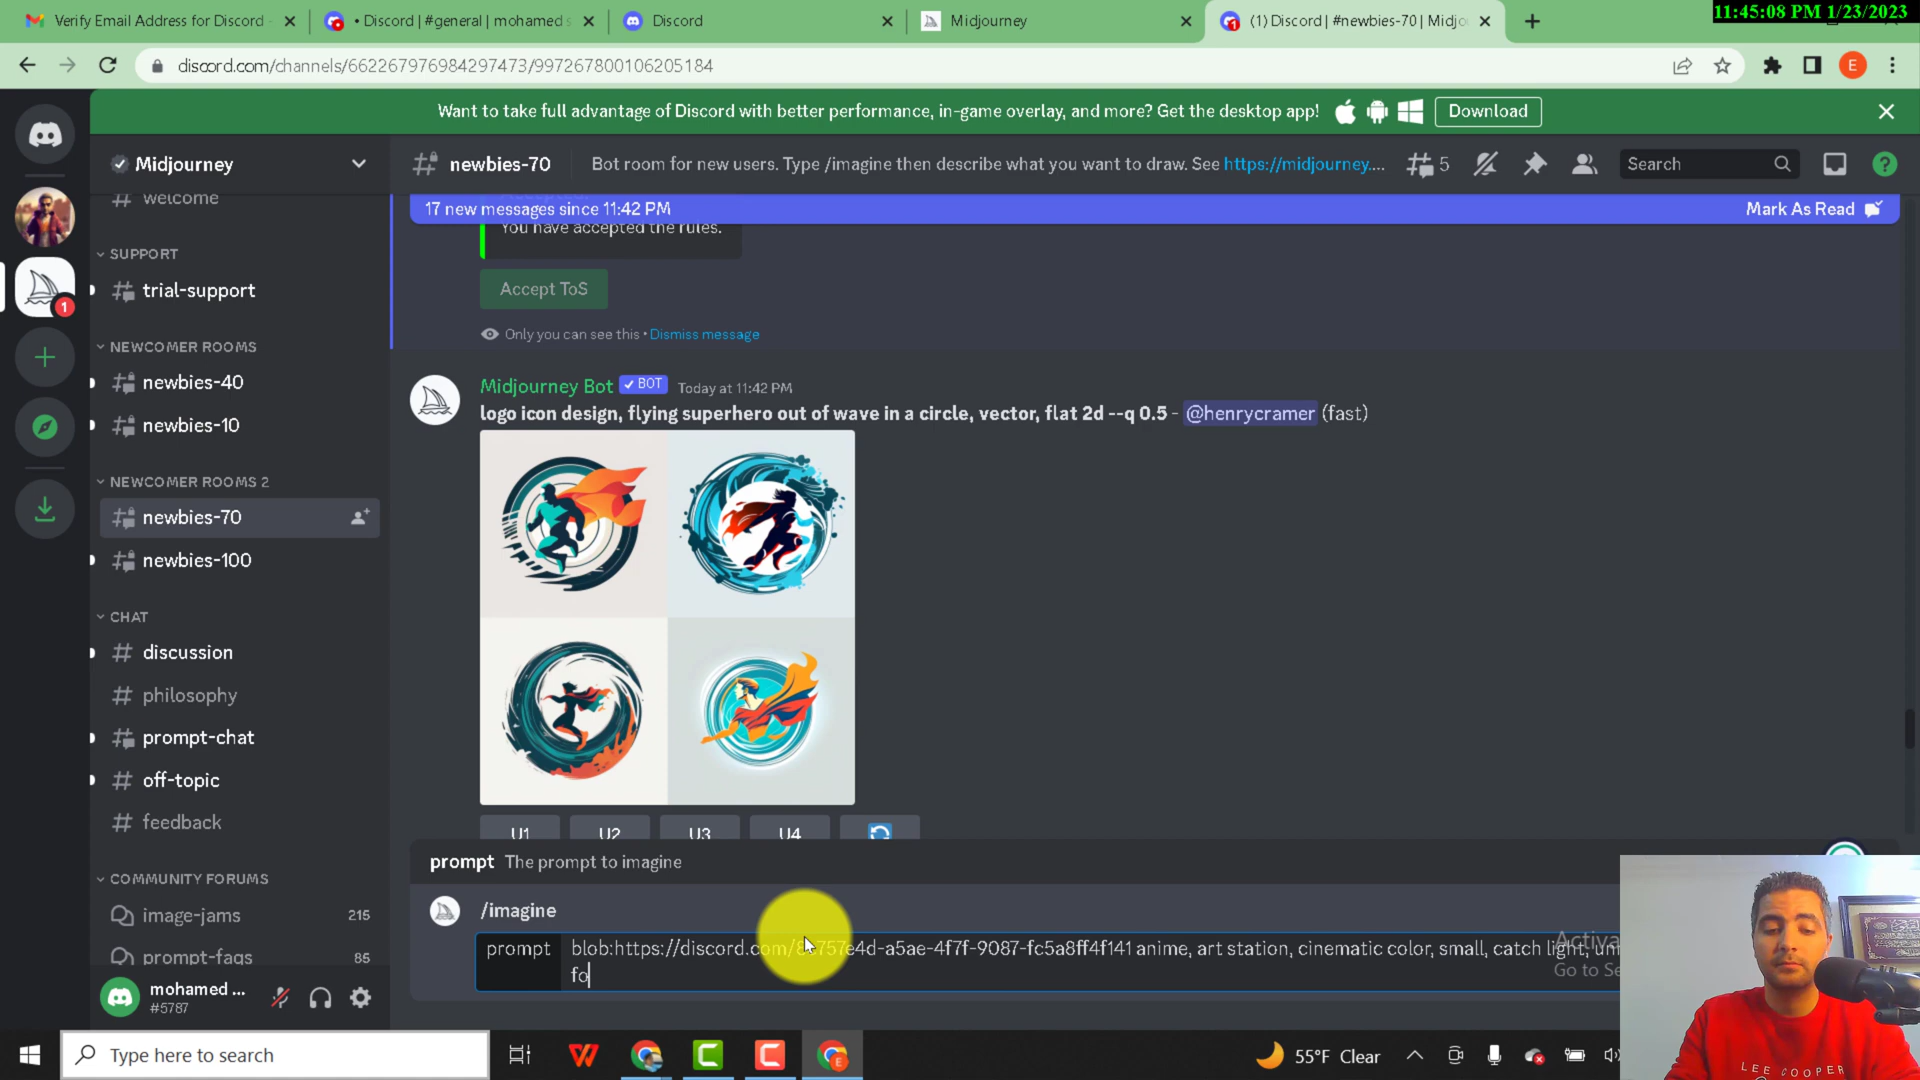 Verify Email Address for Discord
• Discord | #general | mohamed s
Discord
Midjourney
(1) Discord | #newbies-70 | Midjo
11:45:08 PM 1/23/2023
discord.com/channels/662267976984297473/997267800106205184
E
Want to take full advantage of Discord with better performance, in-game overlay, and more? Get the desktop app!
Download
Midjourney
newbies-70
Bot room for new users. Type /imagine then describe what you want to draw. See https://midjourney....
5
Search
welcome
17 new messages since 11:42 PM
Mark As Read
You have accepted the rules.
SUPPORT
trial-support
Accept ToS
1
Only you can see this • Dismiss message
NEWCOMER ROOMS
newbies-40
newbies-10
Midjourney Bot BOT Today at 11:42 PM
logo icon design, flying superhero out of wave in a circle, vector, flat 2d --q 0.5 - @henrycramer (fast)
NEWCOMER ROOMS 2
newbies-70
newbies-100
CHAT
discussion
philosophy
prompt-chat
off-topic
feedback
U1 U2 U3 U4
prompt The prompt to imagine
COMMUNITY FORUMS
image-jams 215
prompt-faqs 85
/imagine
prompt blob:https://discord.com/8e757e4d-a5ae-4f7f-9087-fc5a8ff4f141 anime, art station, cinematic color, small, catch light, un
fo
Activa
Go to Se
mohamed ...
#5787
Type here to search
55°F Clear
LEE COOPER